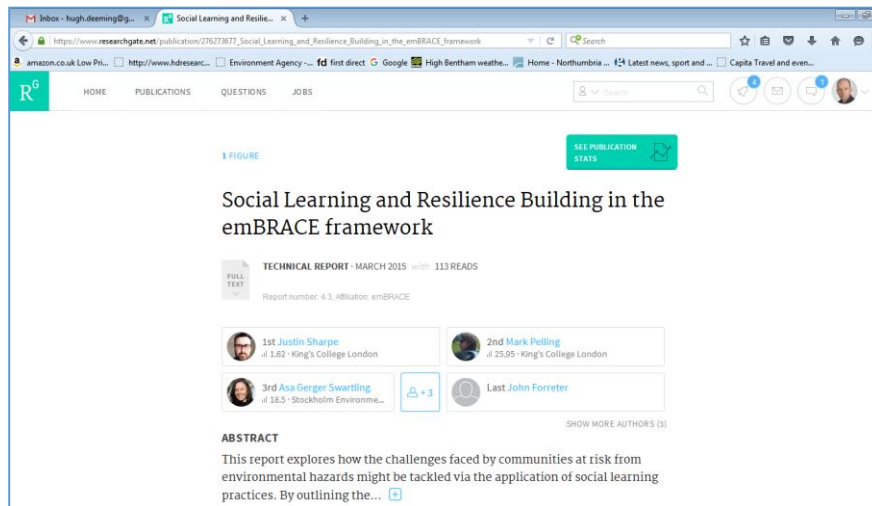 Inbox - hugh.deeming@g... × Social Learning and Resilie... × +
https://www.researchgate.net/publication/276273677_Social_Learning_and_Resilience_Building_in_the_emBRACE_framework Search
amazon.co.uk Low Pri... http://www.hdresearc... Environment Agency -... fd first direct G Google High Bentham weathe... Home - Northumbria ... Latest news, sport and ... Capita Travel and even...
RG HOME PUBLICATIONS QUESTIONS JOBS Search 4 1
1 FIGURE
SEE PUBLICATION
STATS
Social Learning and Resilience Building in the
emBRACE framework
FULL
TEXT
TECHNICAL REPORT · MARCH 2015 with 113 READS
Report number: 4.3, Affiliation: emBRACE
1st Justin Sharpe
1.62 · King's College London
2nd Mark Pelling
25.95 · King's College London
3rd Asa Gerger Swartling
18.5 · Stockholm Environme...
+ 3
Last John Forreter
SHOW MORE AUTHORS (3)
ABSTRACT
This report explores how the challenges faced by communities at risk from
environmental hazards might be tackled via the application of social learning
practices. By outlining the... +